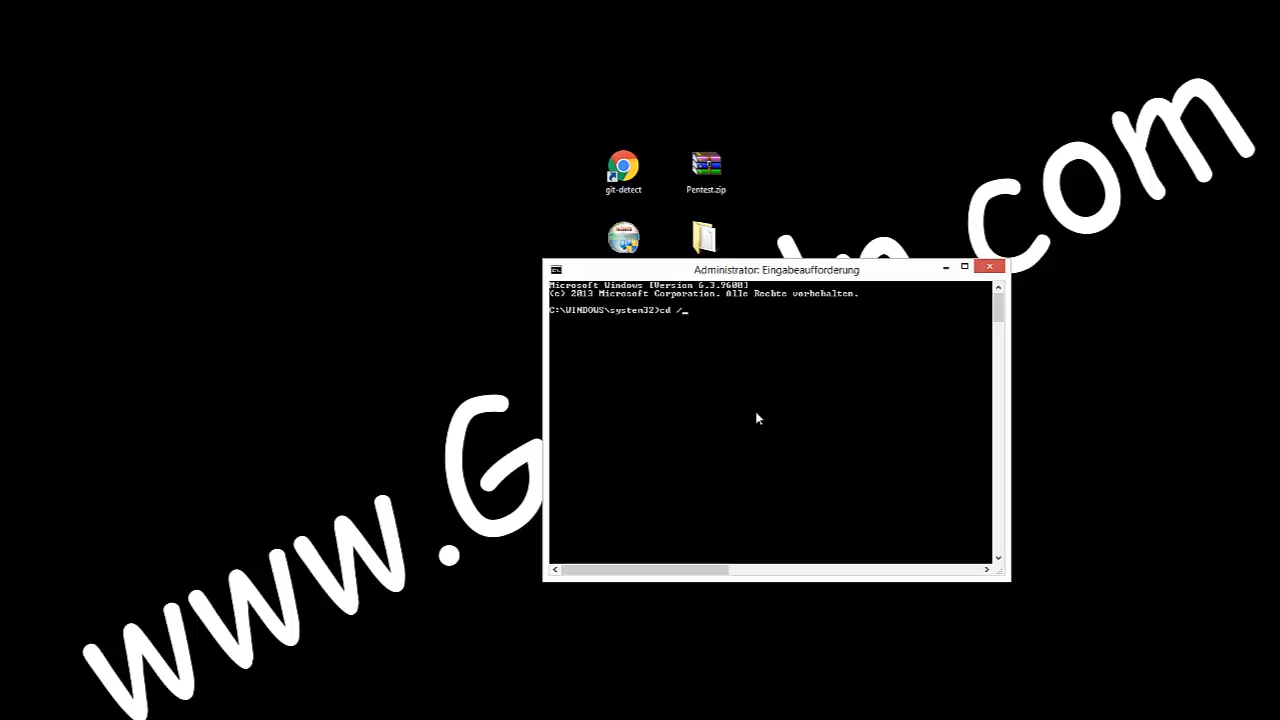 git-detect
Pentest.zip
Administrator: Eingabeaufforderung
Microsoft Windows [Version 6.3.9600]
(c) 2013 Microsoft Corporation. Alle Rechte vorbehalten.
C:\WINDOWS\system32>cd /_
www.G
com